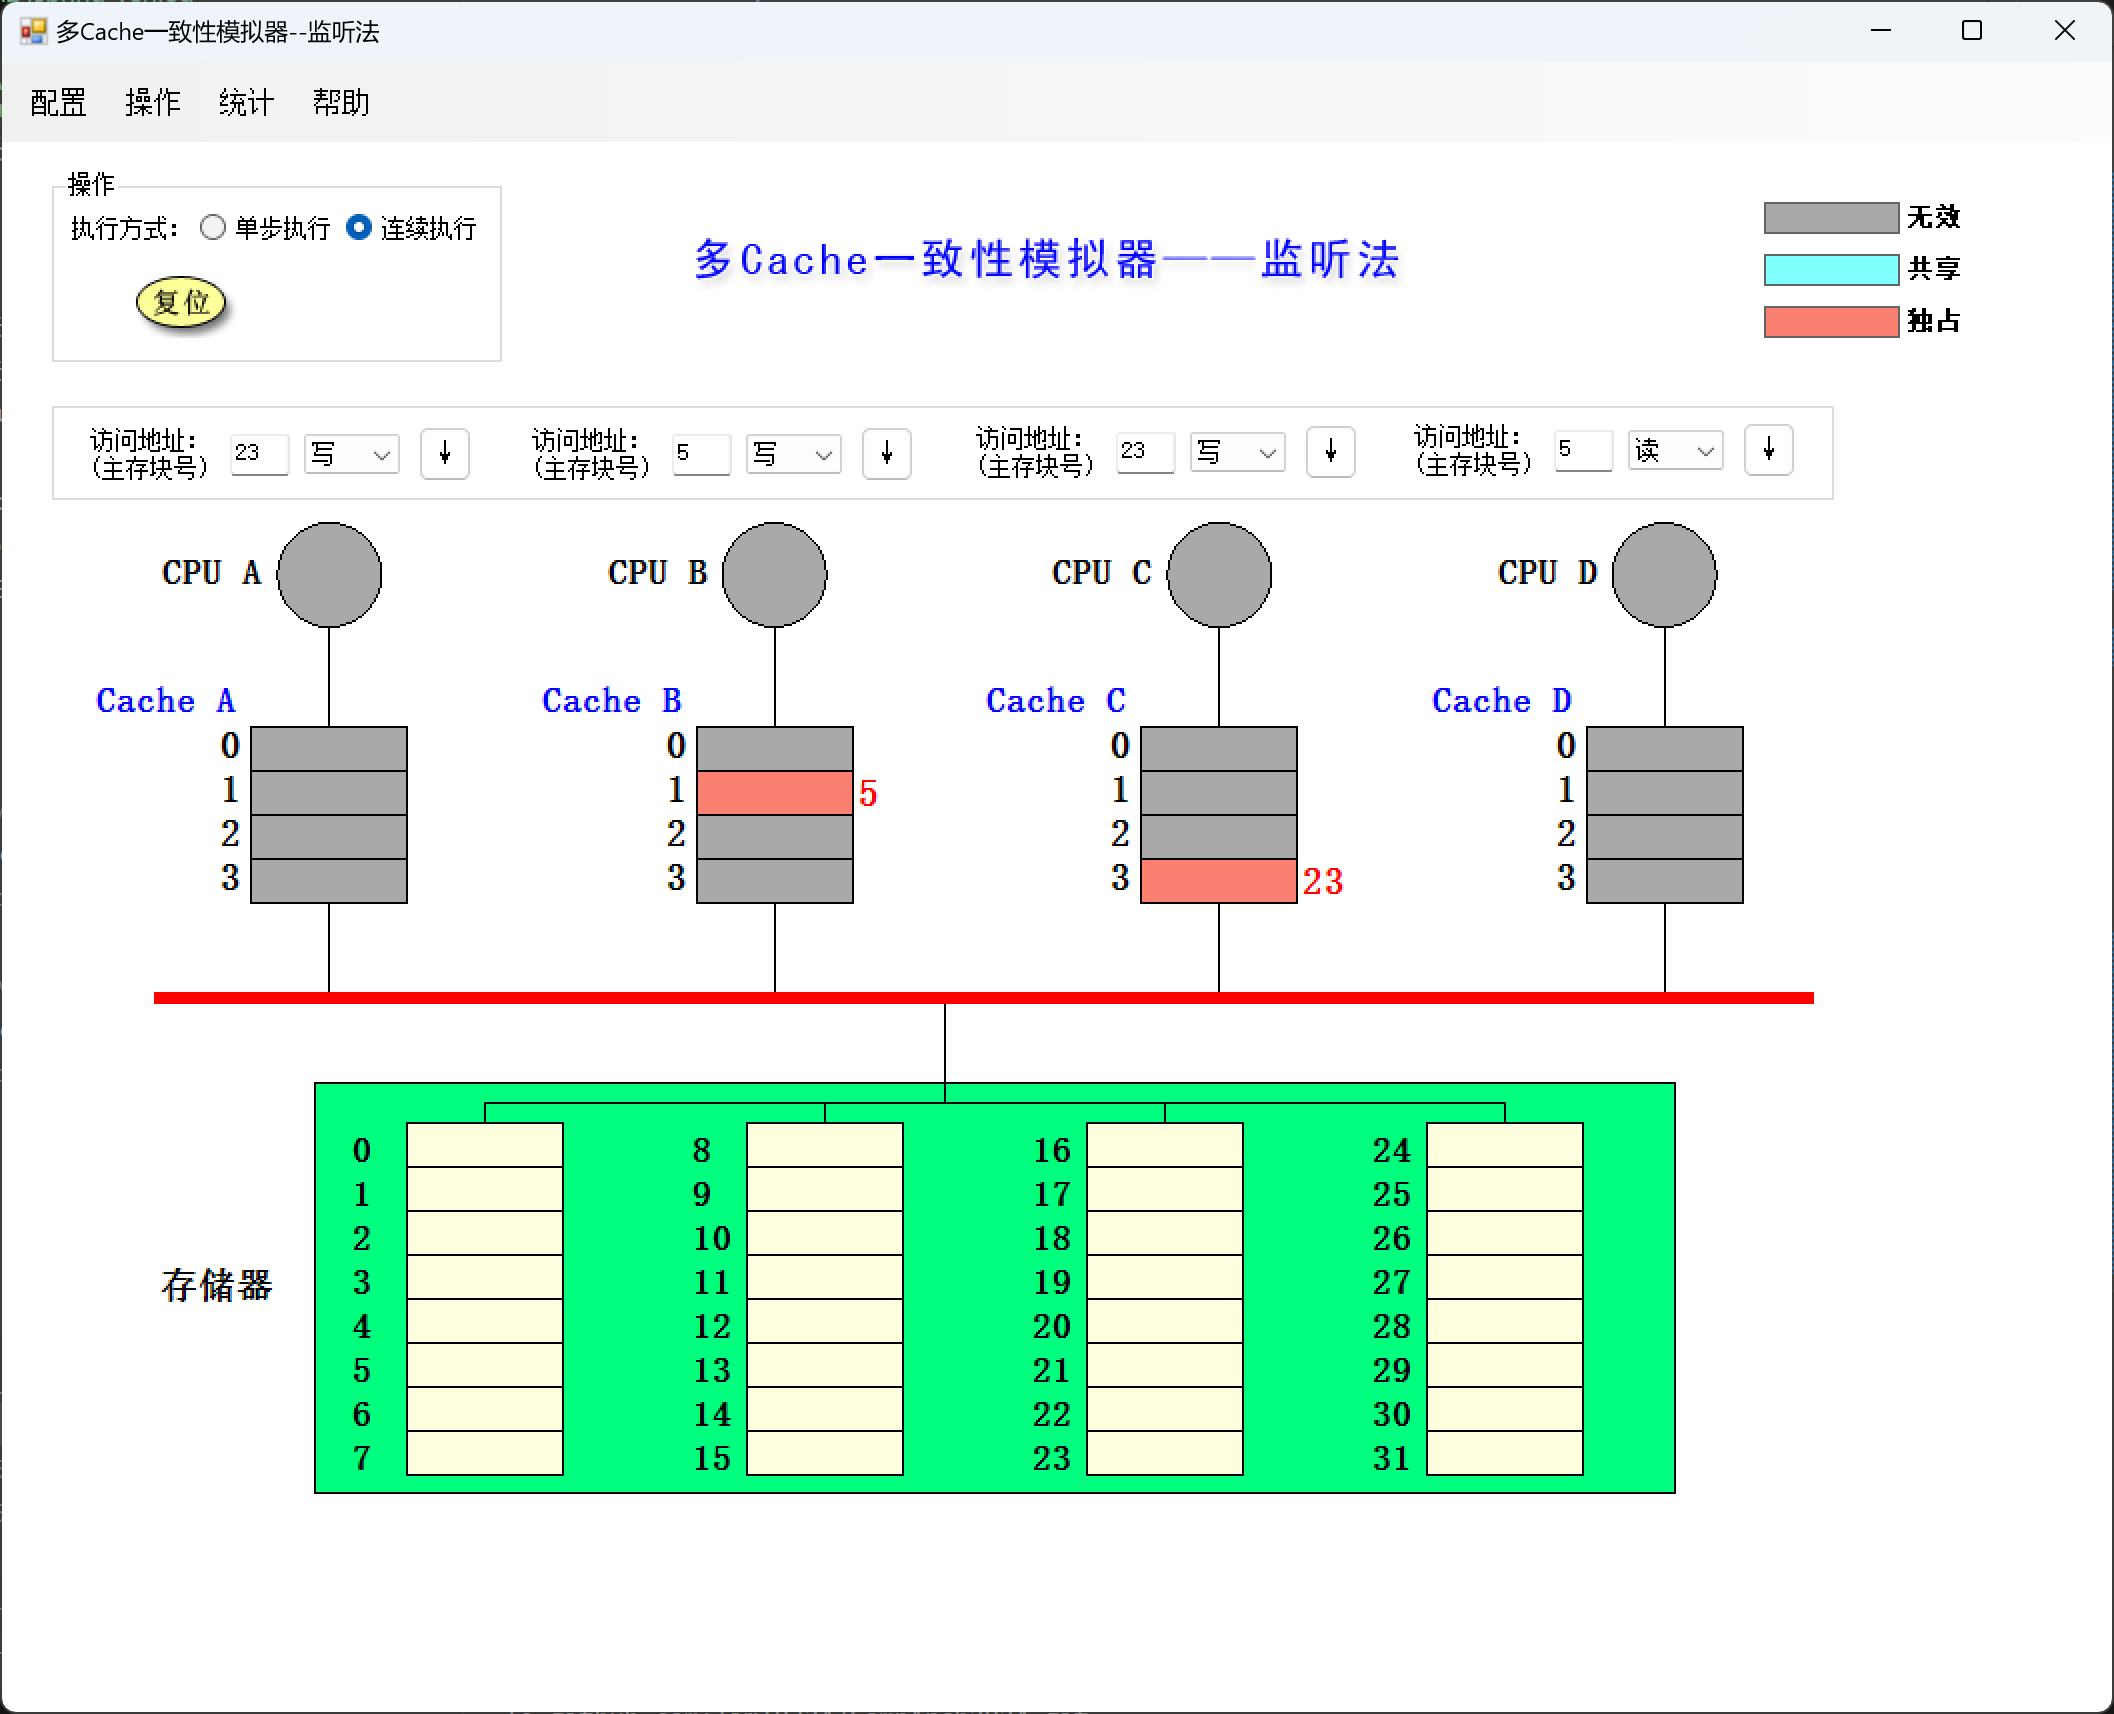 多Cache一致性模拟器--监听法
配置 操作 统计 帮助
操作
执行方式： 单步执行 连续执行
复位
多Cache一致性模拟器——监听法
无效
共享
独占
访问地址：
（主存块号） 23 写 ↓
访问地址：
（主存块号） 5 写 ↓
访问地址：
（主存块号） 23 写 ↓
访问地址：
（主存块号） 5 读 ↓
CPU A
CPU B
CPU C
CPU D
Cache A
0
1
2
3
Cache B
0
1 5
2
3
Cache C
0
1
2
3 23
Cache D
0
1
2
3
存储器
0 8 16 24
1 9 17 25
2 10 18 26
3 11 19 27
4 12 20 28
5 13 21 29
6 14 22 30
7 15 23 31